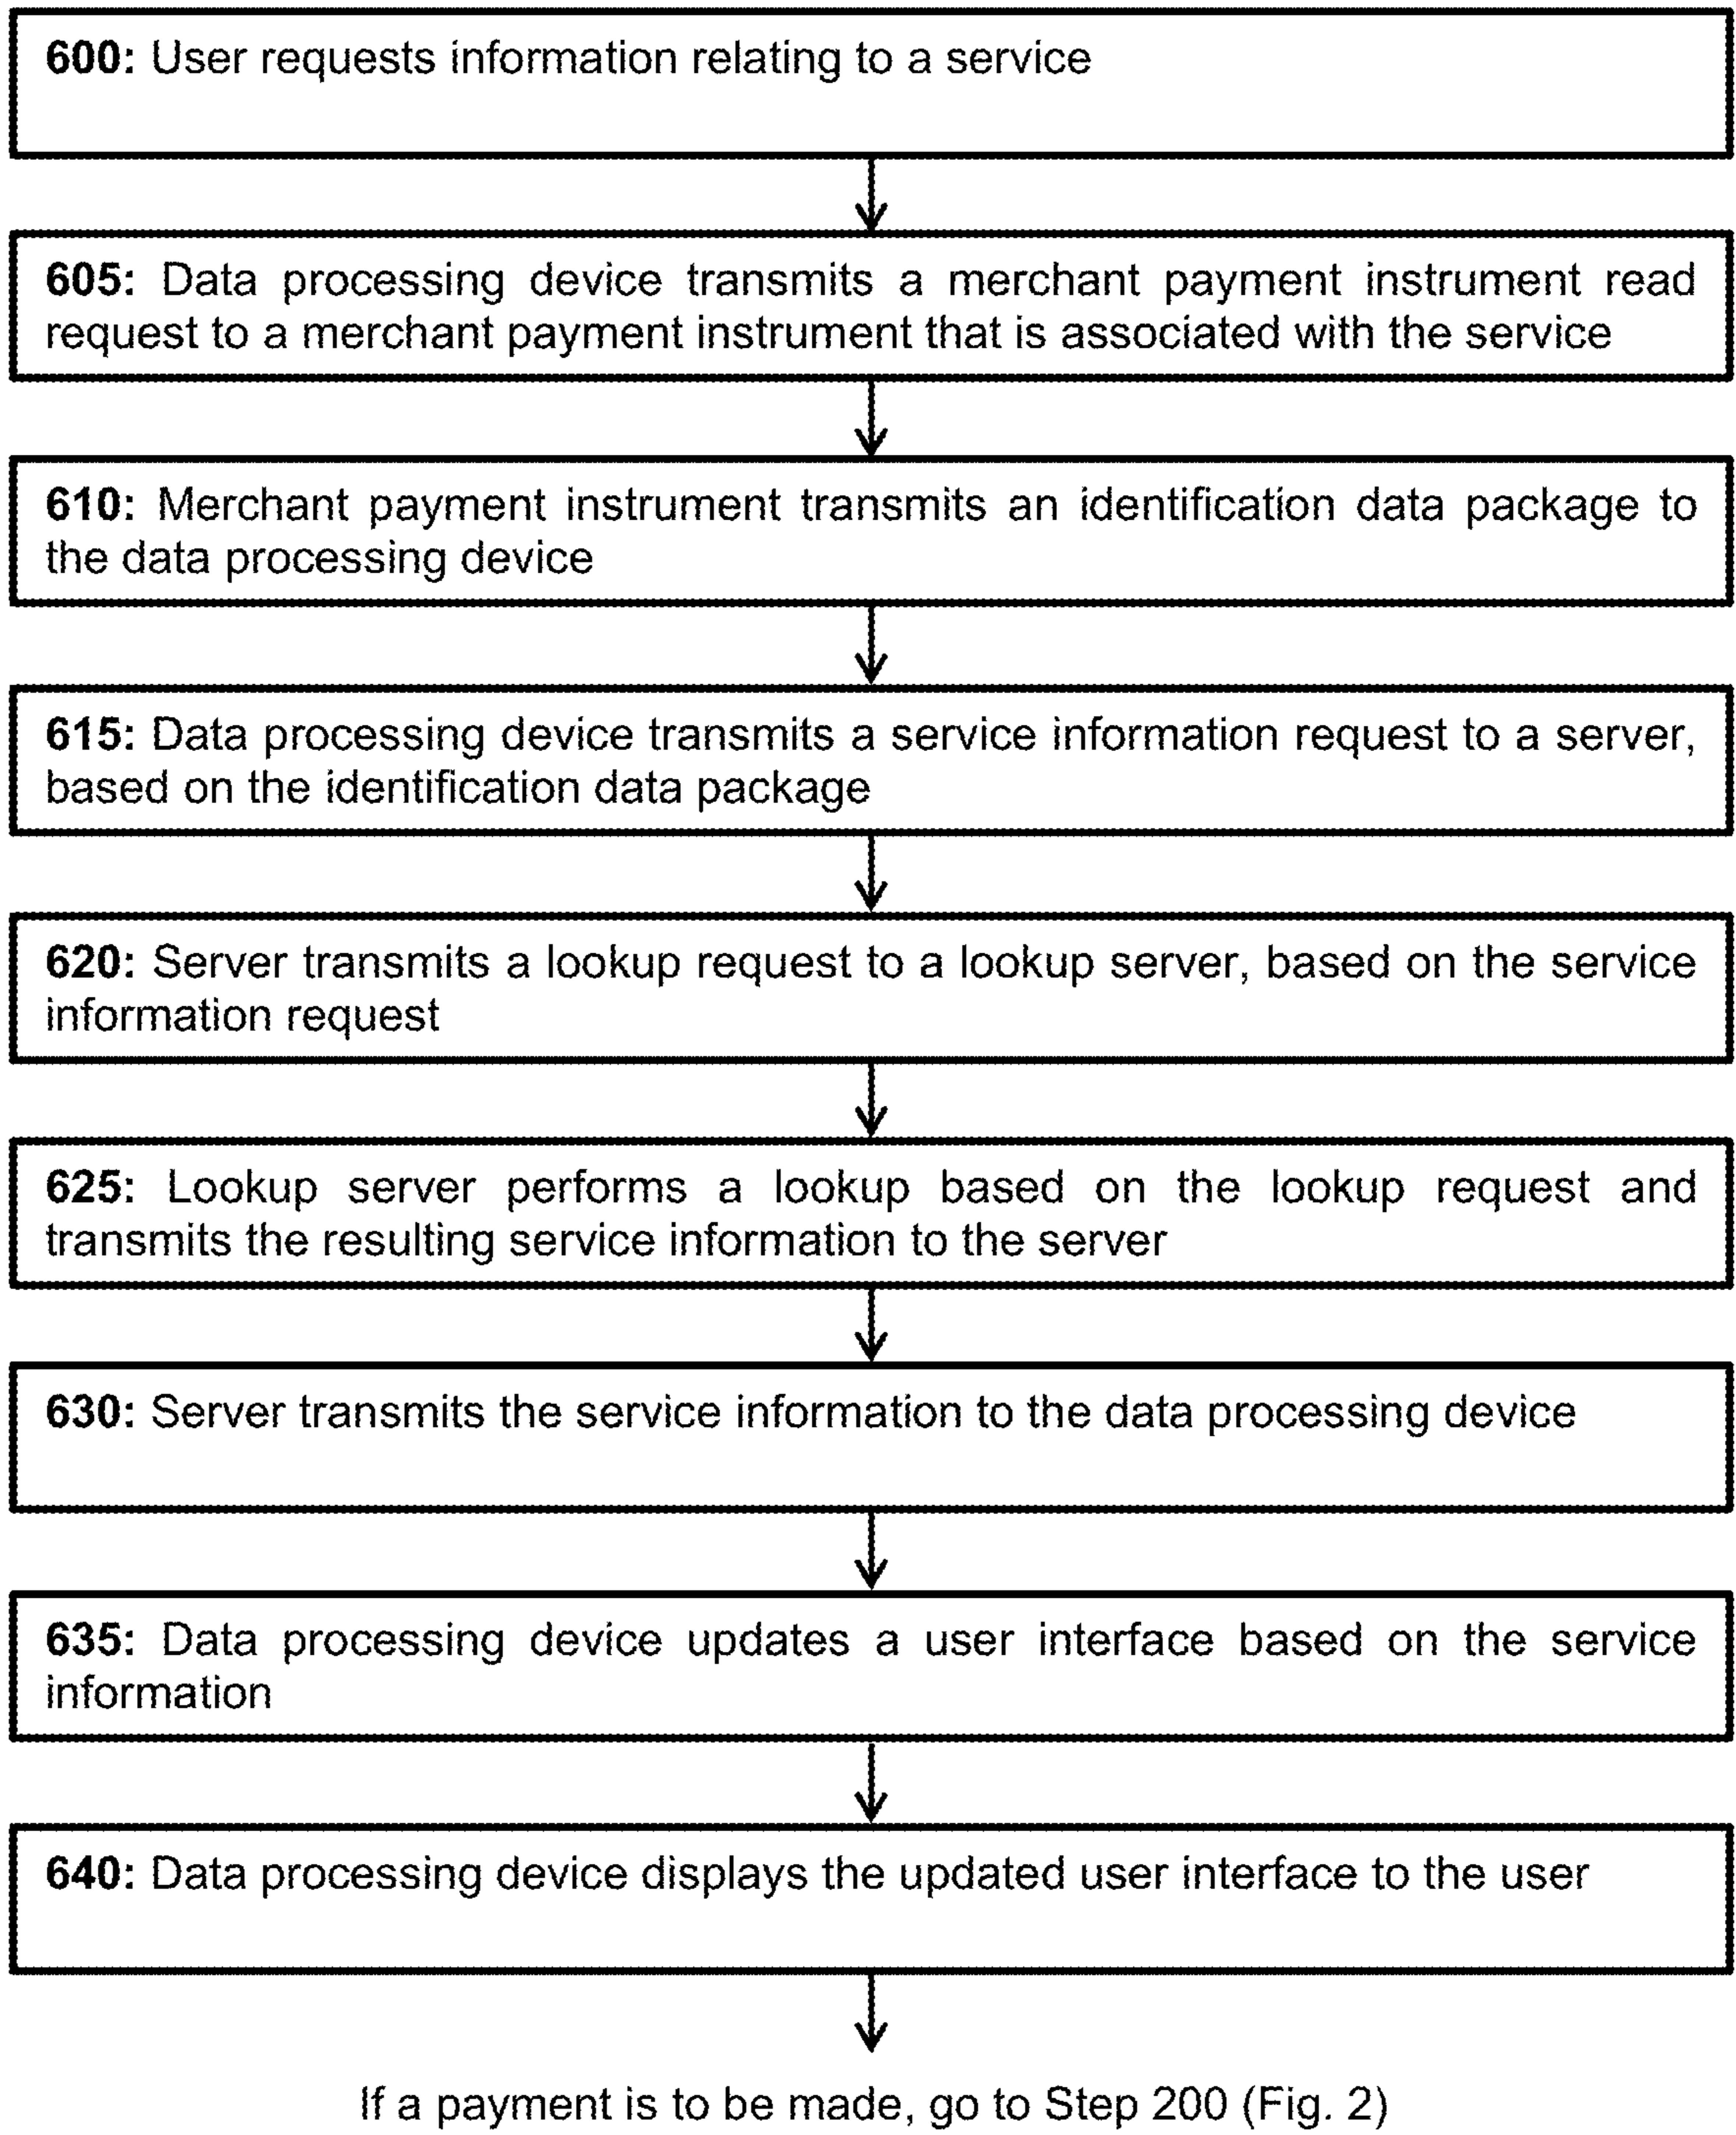 600: User requests information relating to a service
605: Data processing device transmits a merchant payment instrument read
request to a merchant payment instrument that is associated with the service
610: Merchant payment instrument transmits an identification data package to
the data processing device
615: Data processing device transmits a service information request to a server,
based on the identification data package
620: Server transmits a lookup request to a lookup server, based on the service
information request
625: Lookup server performs a lookup based on the lookup request and
transmits the resulting service information to the server
630: Server transmits the service information to the data processing device
635: Data processing device updates a user interface based on the service
information
640: Data processing device displays the updated user interface to the user
If a payment is to be made, go to Step 200 (Fig. 2)